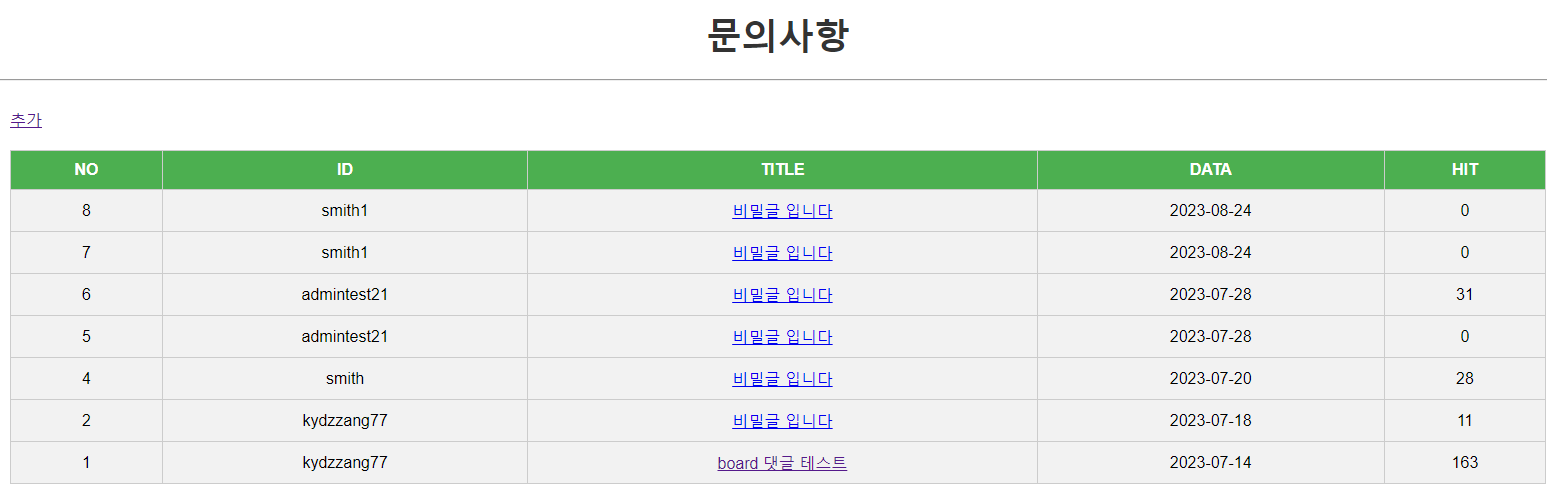 문의사항
추가
NO ID TITLE DATA HIT
8 smith1 비밀글 입니다 2023-08-24 0
7 smith1 비밀글 입니다 2023-08-24 0
6 admintest21 비밀글 입니다 2023-07-28 31
5 admintest21 비밀글 입니다 2023-07-28 0
4 smith 비밀글 입니다 2023-07-20 28
2 kydzzang77 비밀글 입니다 2023-07-18 11
1 kydzzang77 board 댓글 테스트 2023-07-14 163